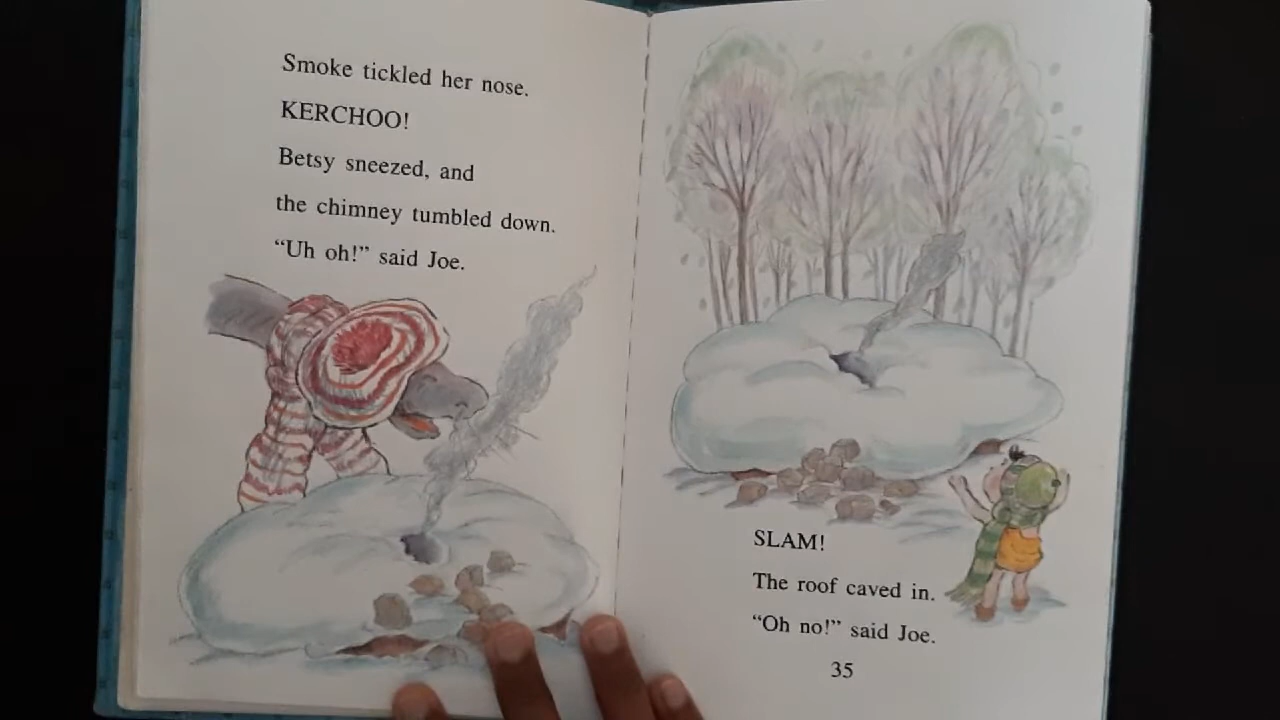 Smoke tickled her nose.
KERCHOO!
Betsy sneezed, and
the chimney tumbled down.
“Uh oh!” said Joe.
SLAM!
The roof caved in.
“Oh no!” said Joe.
35